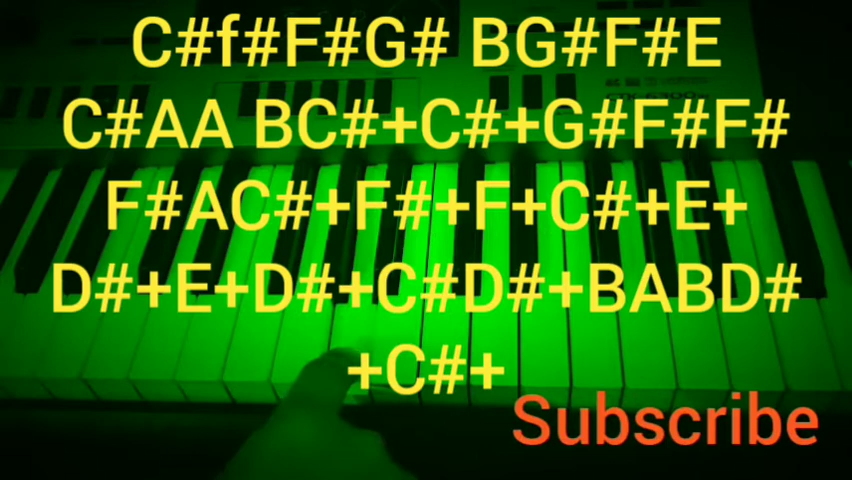 C#f#F#G# BG#F#E
C#AA BC#+C#+G#F#F#
F#AC#+F#+F+C#+E+
D#+E+D#+C#D#+BABD#
+C#+
Subscribe